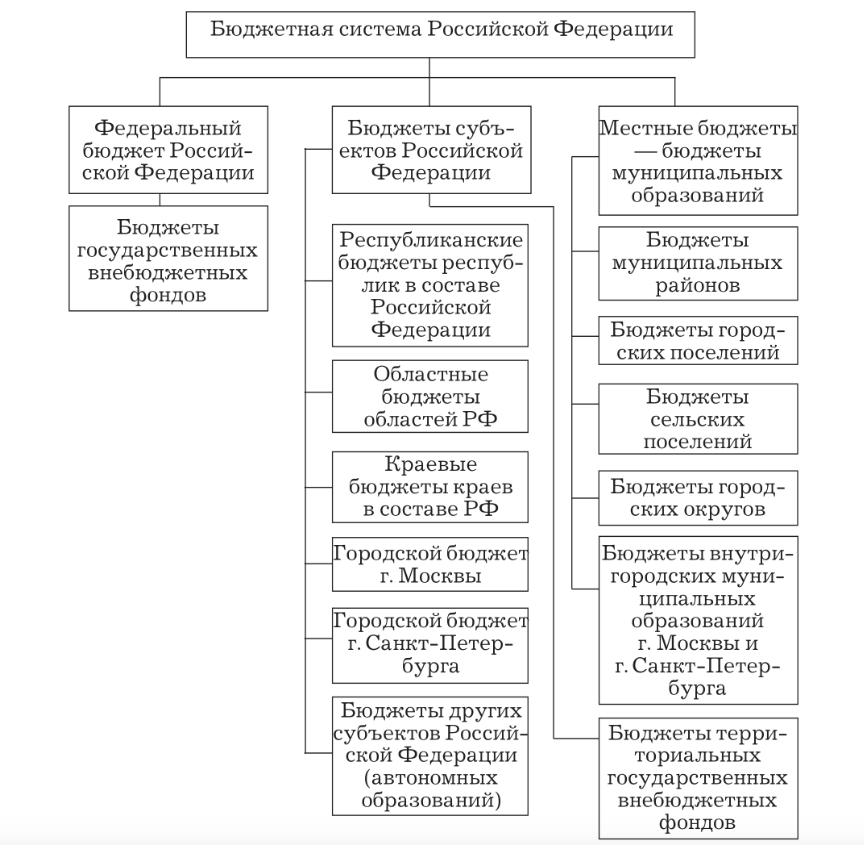 Бюджетная система Российской Федерации
Федеральный
бюджет Россий-
ской Федерации
Бюджеты
государственных
внебюджетных
фондов
Бюджеты субъ-
ектов Российской
Федерации
Республиканские
бюджеты респуб-
лик в составе
Российской
Федерации
Областные
бюджеты
областей РФ
Краевые
бюджеты краев
в составе РФ
Городской бюджет
г. Москвы
Городской бюджет
г. Санкт-Петер-
бурга
Бюджеты других
субъектов Россий-
ской Федерации
(автономных
образований)
Местные бюджеты
— бюджеты
муниципальных
образований
Бюджеты
муниципальных
районов
Бюджеты город-
ских поселений
Бюджеты
сельских
поселений
Бюджеты город-
ских округов
Бюджеты внутри-
городских муни-
ципальных
образований
г. Москвы и
г. Санкт-Петер-
бурга
Бюджеты терри-
ториальных
государственных
внебюджетных
фондов